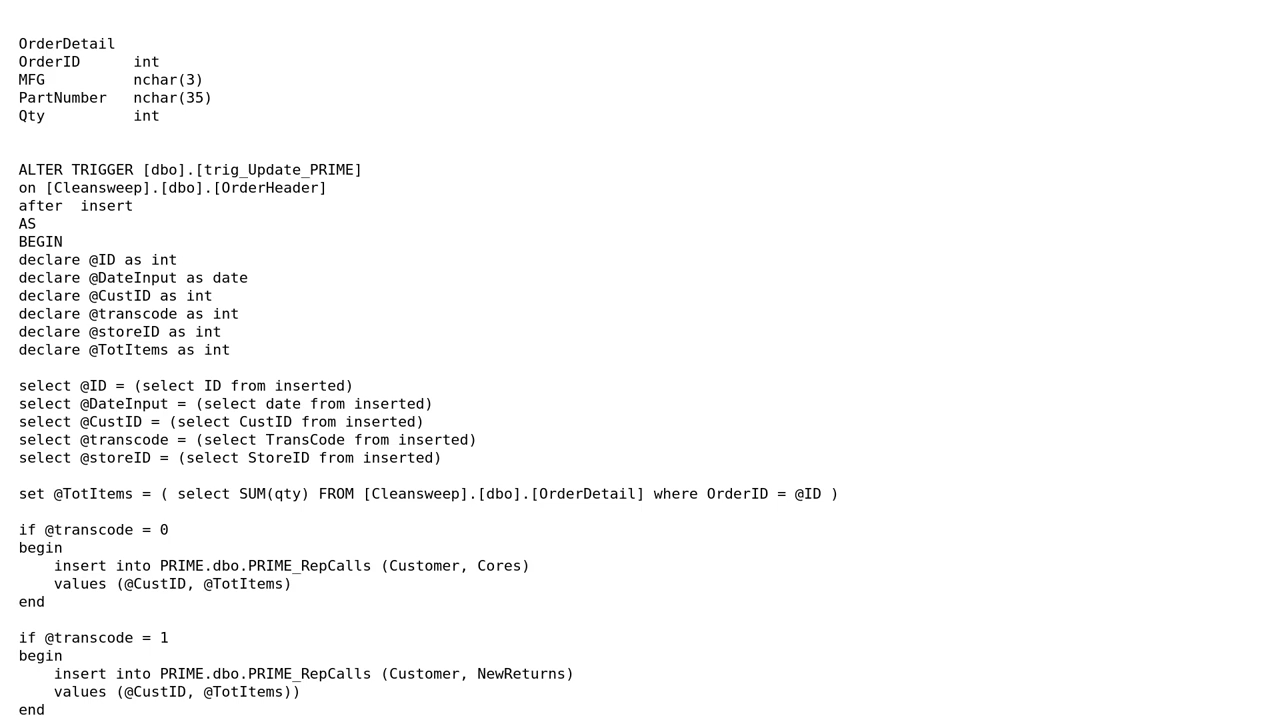 OrderDetail
OrderID      int
MFG          nchar(3)
PartNumber   nchar(35)
Qty          int
ALTER TRIGGER [dbo].[trig_Update_PRIME]
on [Cleansweep].[dbo].[OrderHeader]
after  insert
AS
BEGIN
declare @ID as int
declare @DateInput as date
declare @CustID as int
declare @transcode as int
declare @storeID as int
declare @TotItems as int
select @ID = (select ID from inserted)
select @DateInput = (select date from inserted)
select @CustID = (select CustID from inserted)
select @transcode = (select TransCode from inserted)
select @storeID = (select StoreID from inserted)
set @TotItems = ( select SUM(qty) FROM [Cleansweep].[dbo].[OrderDetail] where OrderID = @ID )
if @transcode = 0
begin
    insert into PRIME.dbo.PRIME_RepCalls (Customer, Cores)
    values (@CustID, @TotItems)
end
if @transcode = 1
begin
    insert into PRIME.dbo.PRIME_RepCalls (Customer, NewReturns)
    values (@CustID, @TotItems))
end